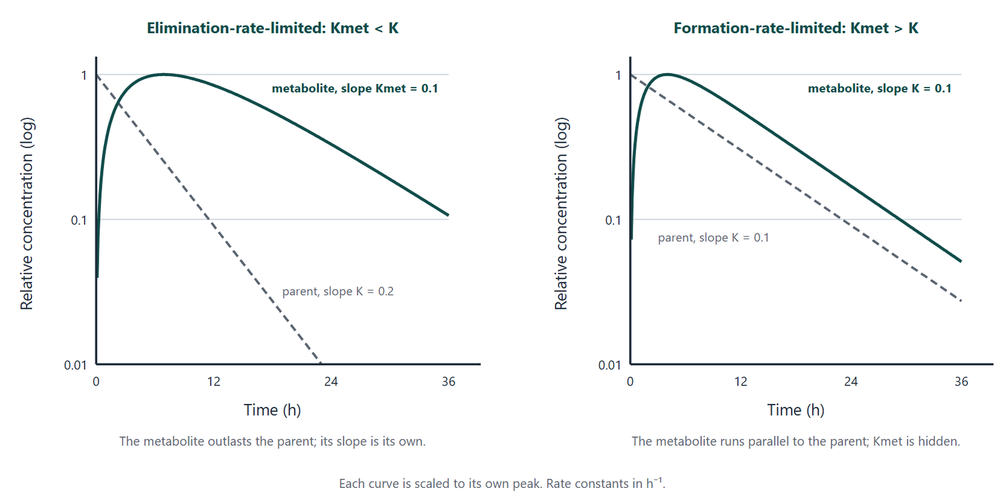 Elimination-rate-limited: Kmet < K
Relative concentration (log)
1
0.1
0.01
metabolite, slope Kmet = 0.1
parent, slope K = 0.2
0 12 24 36
Time (h)
The metabolite outlasts the parent; its slope is its own.
Formation-rate-limited: Kmet > K
Relative concentration (log)
1
0.1
0.01
metabolite, slope K = 0.1
parent, slope K = 0.1
0 12 24 36
Time (h)
The metabolite runs parallel to the parent; Kmet is hidden.
Each curve is scaled to its own peak. Rate constants in h⁻¹.